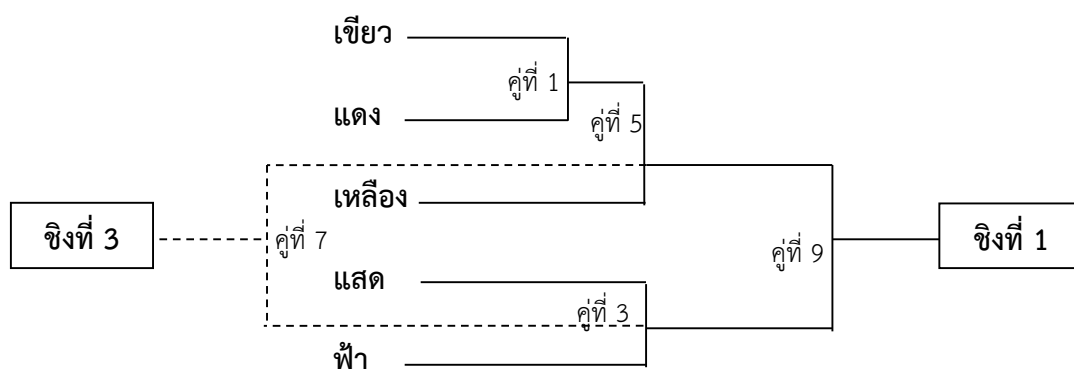 เขียว
คู่ที่ 1
แดง
คู่ที่ 5
เหลือง
ชิงที่ 3
คู่ที่ 7
คู่ที่ 9
ชิงที่ 1
แสด
คู่ที่ 3
ฟ้า